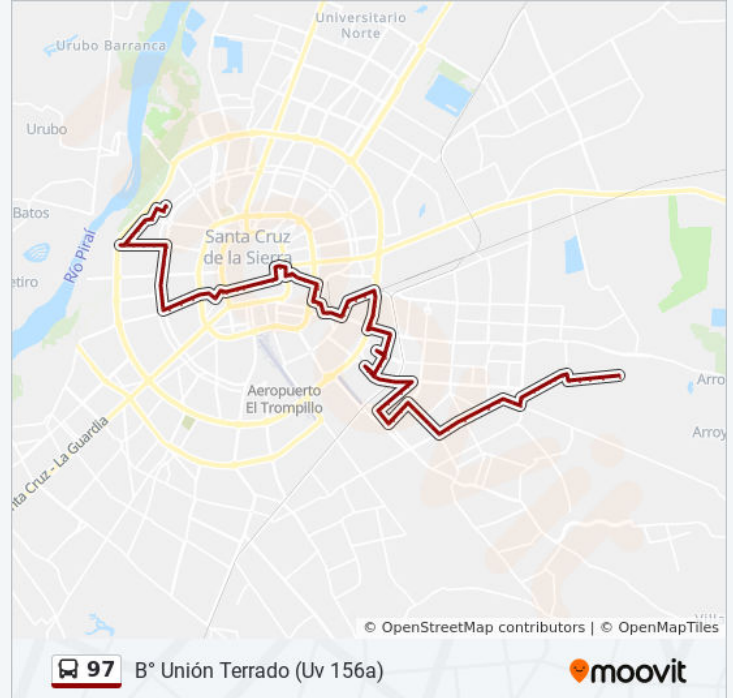 Universitario
Norte
Urubo Barranca
Urubo
Batos
Río Piraí
etiro
Santa Cruz
de la Sierra
Aeropuerto
El Trompillo
Arro
Arroy
nta Cruz - La Guardia
Villa
© OpenStreetMap contributors | © OpenMapTiles
97 B° Unión Terrado (Uv 156a)
moovit